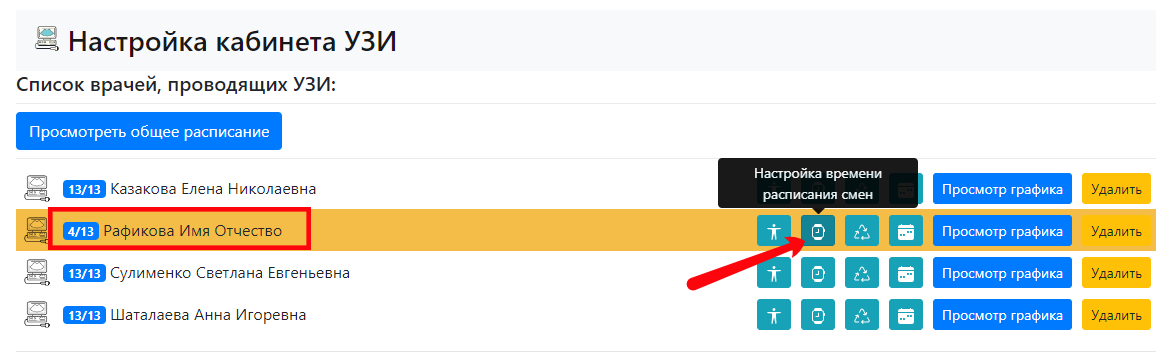 Настройка кабинета УЗИ
Список врачей, проводящих УЗИ:
Просмотреть общее расписание
Настройка времени
расписания смен
13/13 Казакова Елена Николаевна Просмотр графика Удалить
4/13 Рафикова Имя Отчество Просмотр графика Удалить
13/13 Сулименко Светлана Евгеньевна Просмотр графика Удалить
13/13 Шаталаева Анна Игоревна Просмотр графика Удалить